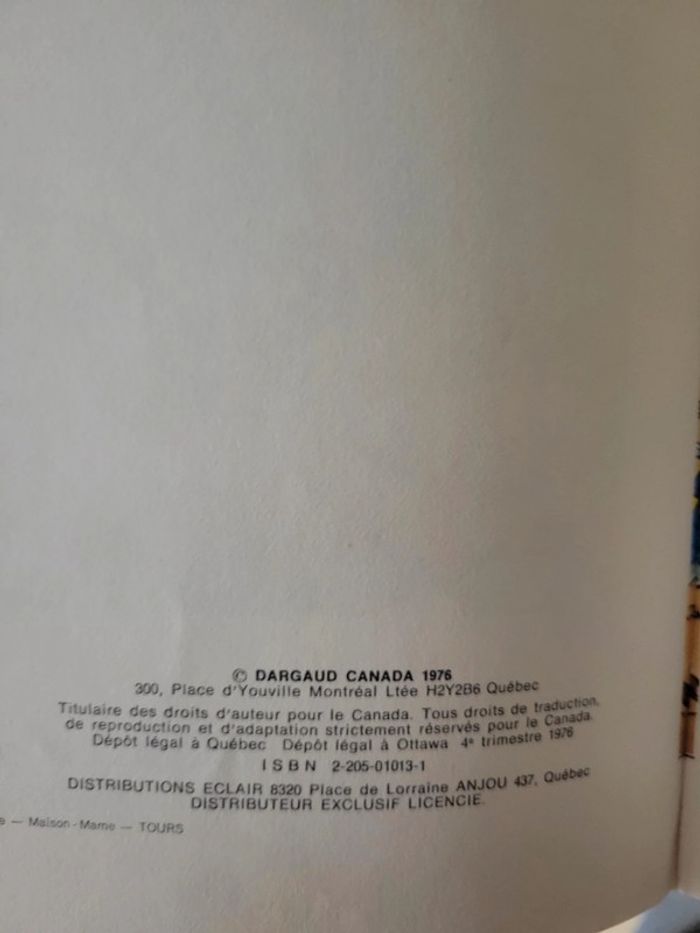 © DARGAUD CANADA 1976
300, Place d'Youville Montréal Ltée H2Y2B6 Québec
Titulaire des droits d'auteur pour le Canada. Tous droits de traduction,
de reproduction et d'adaptation strictement réservés pour le Canada.
Dépôt légal à Québec Dépôt légal à Ottawa 4e trimestre 1976
ISBN 2-205-01013-1
DISTRIBUTIONS ECLAIR 8320 Place de Lorraine ANJOU 437, Québec
DISTRIBUTEUR EXCLUSIF LICENCIE.
— Maison-Mame — TOURS